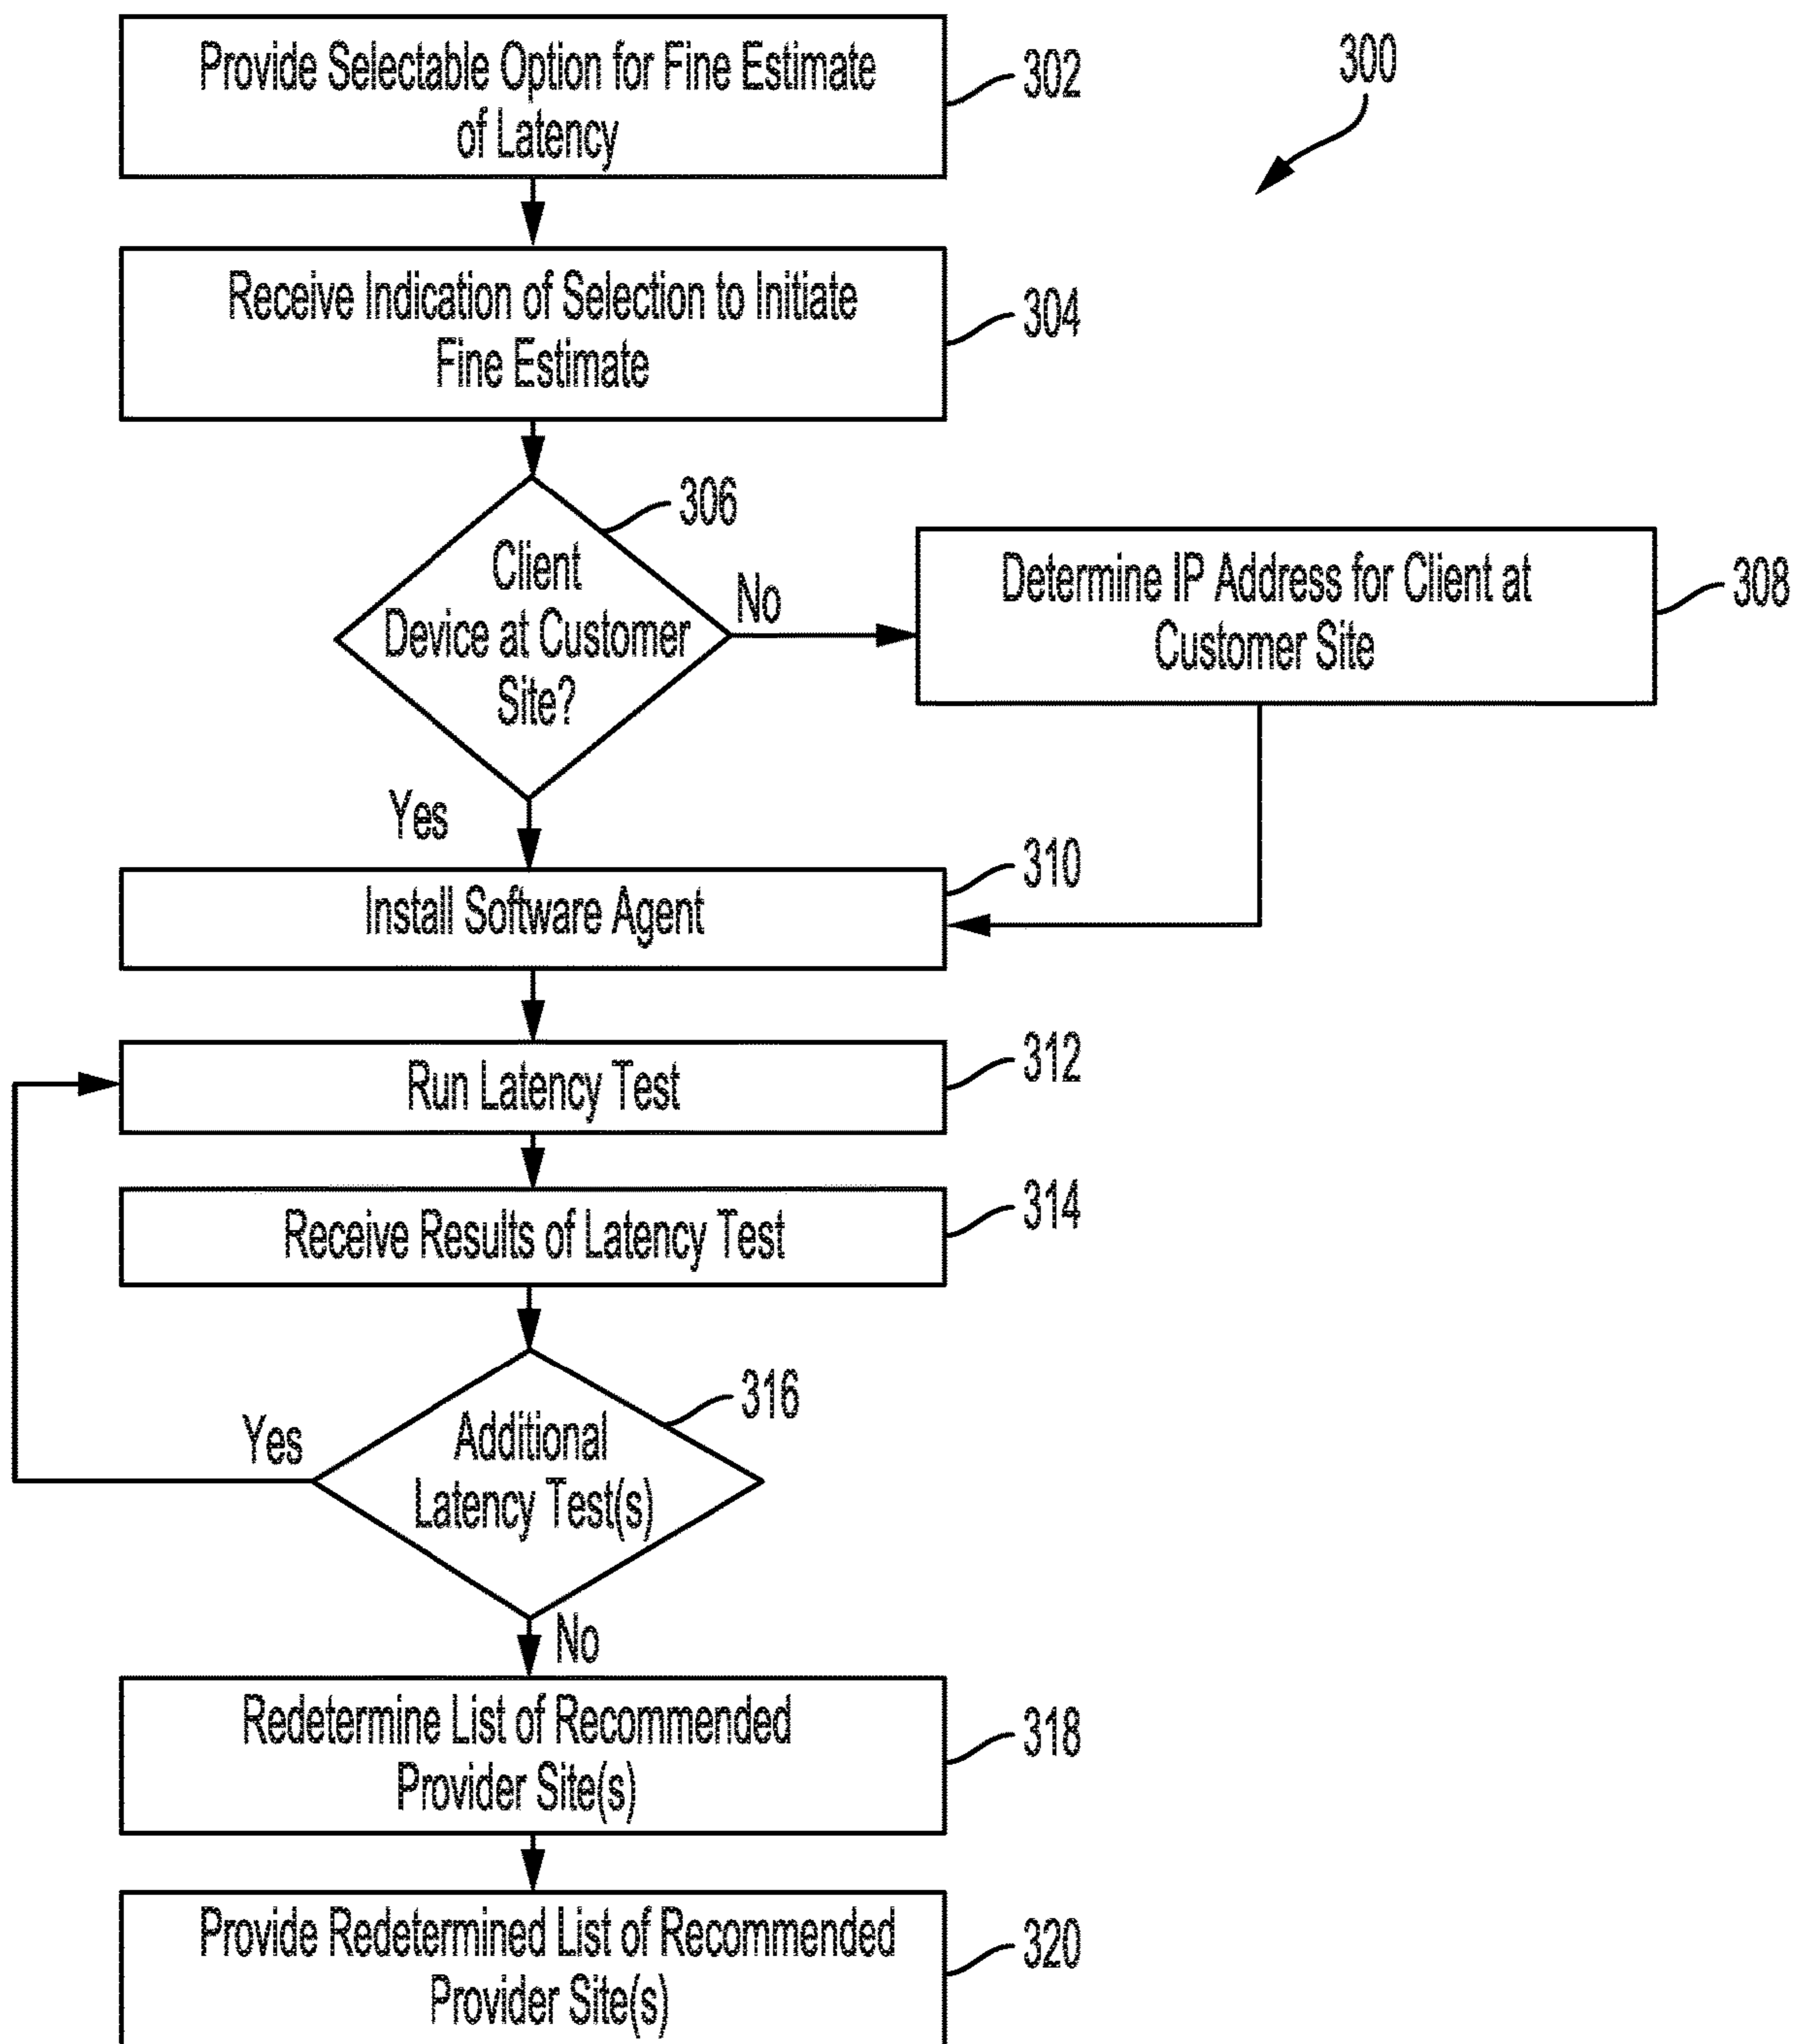 Provide Selectable Option for Fine Estimate
of Latency
302
300
Receive Indication of Selection to Initiate
Fine Estimate
304
306
Client
Device at Customer
Site?
No
Determine IP Address for Client at
Customer Site
308
Yes
Install Software Agent
310
Run Latency Test
312
Receive Results of Latency Test
314
316
Additional
Latency Test(s)
Yes
No
Redetermine List of Recommended
Provider Site(s)
318
Provide Redetermined List of Recommended
Provider Site(s)
320